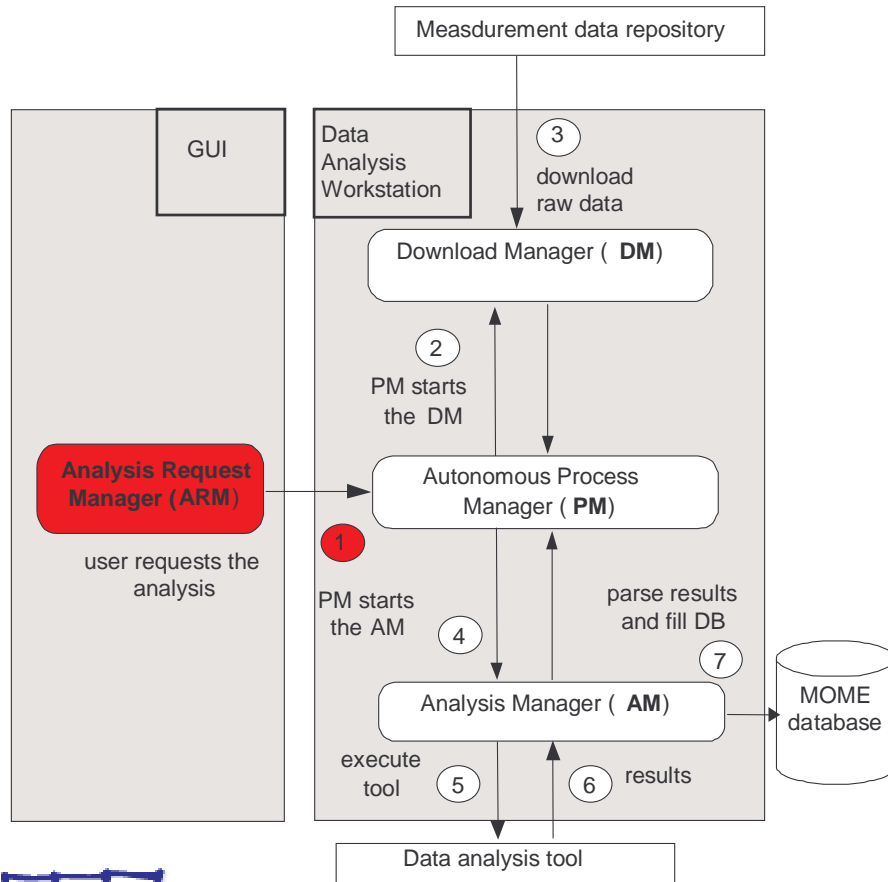 Measdurement data repository
GUI
Data
Analysis
Workstation
3
download
raw data
Download Manager ( DM)
2
PM starts
the DM
Analysis Request
Manager (ARM)
Autonomous Process
Manager ( PM)
1
user requests the
analysis
PM starts
the AM
4
parse results
and fill DB
7
Analysis Manager ( AM)
MOME
database
execute
tool
5
6
results
Data analysis tool